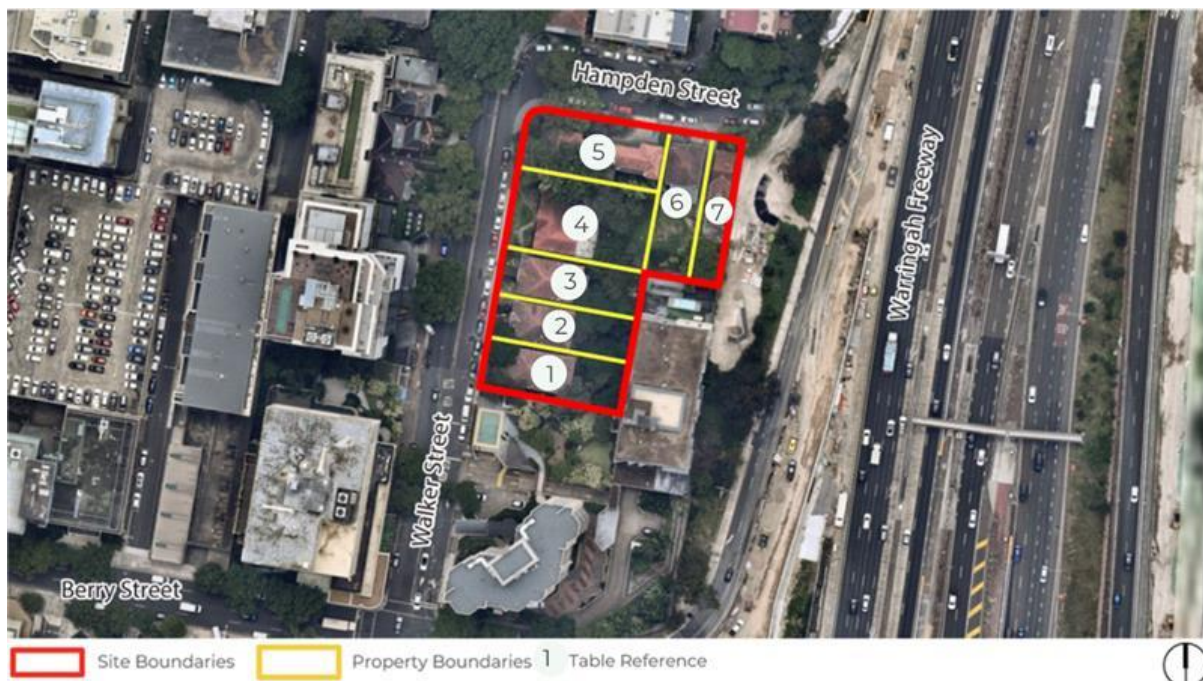 Hampden Street
5
6
7
4
Warringah Freeway
3
2
1
Walker Street
Berry Street
Site Boundaries Property Boundaries 1 Table Reference